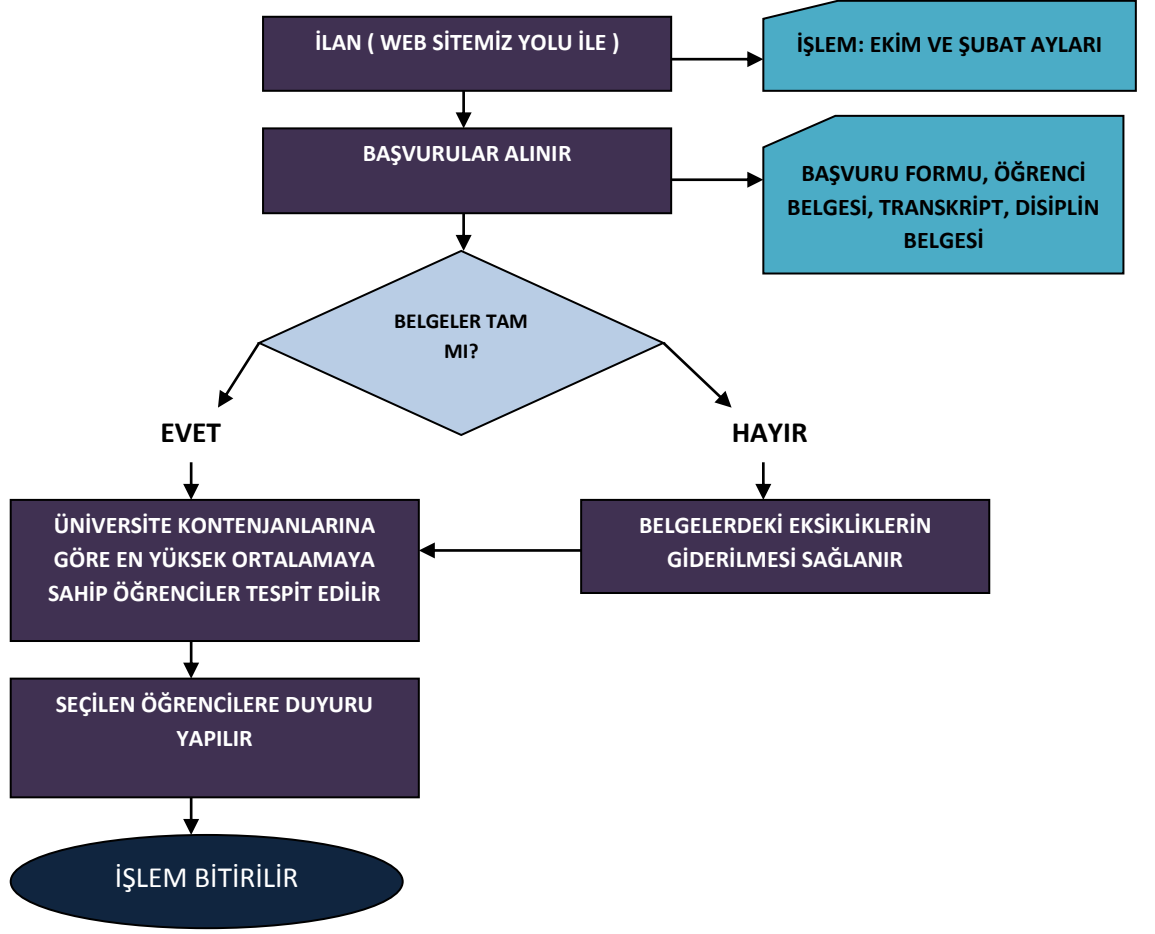 İLAN ( WEB SİTEMİZ YOLU İLE )
İŞLEM: EKİM VE ŞUBAT AYLARI
BAŞVURULAR ALINIR
BAŞVURU FORMU, ÖĞRENCİ
BELGESİ, TRANSKRİPT, DİSİPLİN
BELGESİ
BELGELER TAM
MI?
EVET
HAYIR
ÜNİVERSİTE KONTENJANLARINA
GÖRE EN YÜKSEK ORTALAMAYA
SAHİP ÖĞRENCİLER TESPİT EDİLİR
BELGELERDEKİ EKSİKLİKLERİN
GİDERİLMESİ SAĞLANIR
SEÇİLEN ÖĞRENCİLERE DUYURU
YAPILIR
İŞLEM BİTİRİLİR